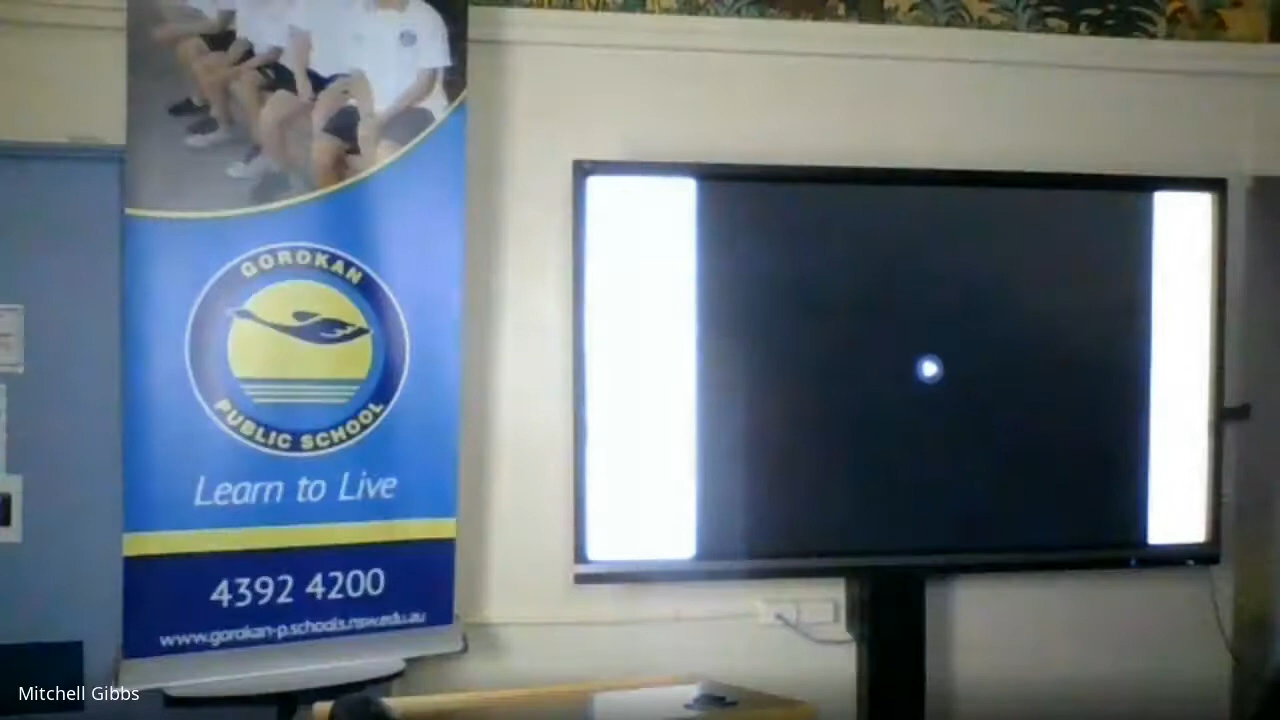 GOROKAN
PUBLIC SCHOOL
Learn to Live
4392 4200
www.gorokan-p.schools.nsw.edu.au
Mitchell Gibbs